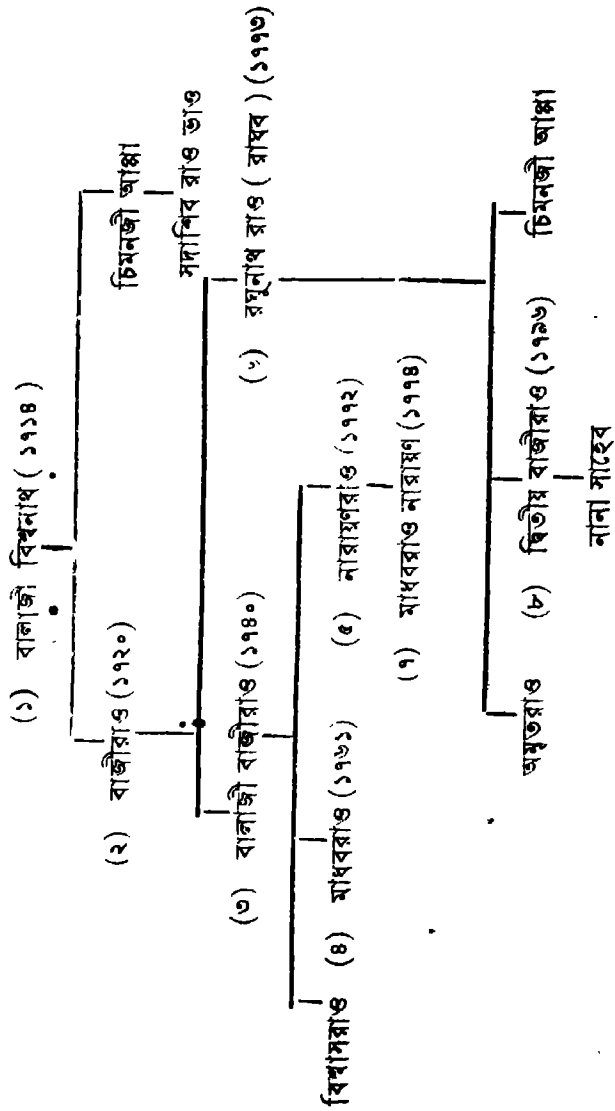 (১) বালাজী বিশ্বনাথ ( ১৭১৪ )
(২) বাজীরাও (১৭২০)
চিমনজী আপ্পা
সদাশিব রাও ভাও
(৩) বালাজী বাজীরাও (১৭৪০)
(৬) রঘুনাথ রাও ( রাঘব ) (১৭৭৩)
বিশ্বাসরাও
(৪) মাধবরাও (১৭৬১)
(৫) নারায়ণরাও (১৭৭২)
(৭) মাধবরাও নারায়ণ (১৭৭৪)
অমৃতরাও
(৮) দ্বিতীয় বাজীরাও (১৭৯৬)
চিমনজী আপ্পা
নানা সাহেব